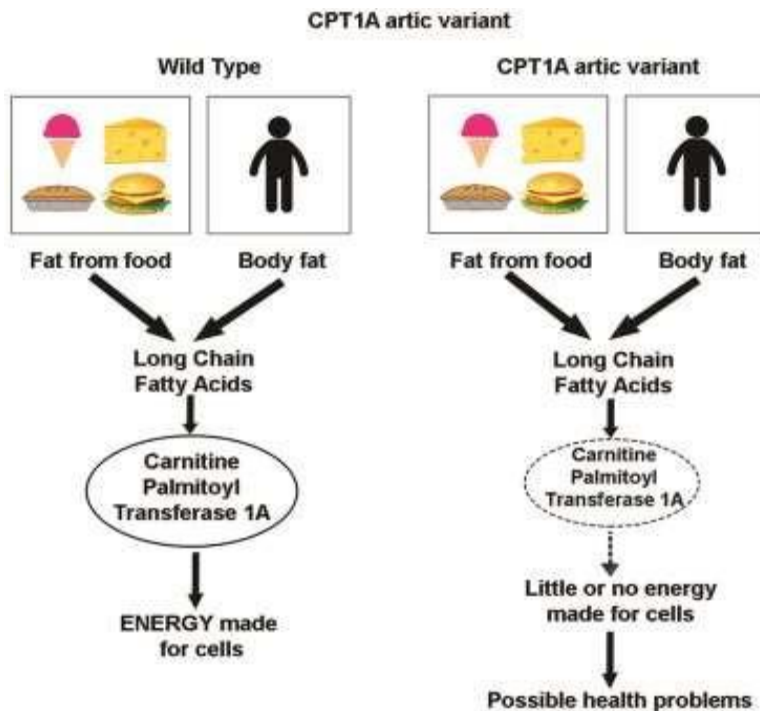 CPT1A artic variant
Wild Type
Fat from food
Body fat
Long Chain
Fatty Acids
Carnitine
Palmitoyl
Transferase 1A
ENERGY made
for cells
CPT1A artic variant
Fat from food
Body fat
Long Chain
Fatty Acids
Carnitine
Palmitoyl
Transferase 1A
Little or no energy
made for cells
Possible health problems